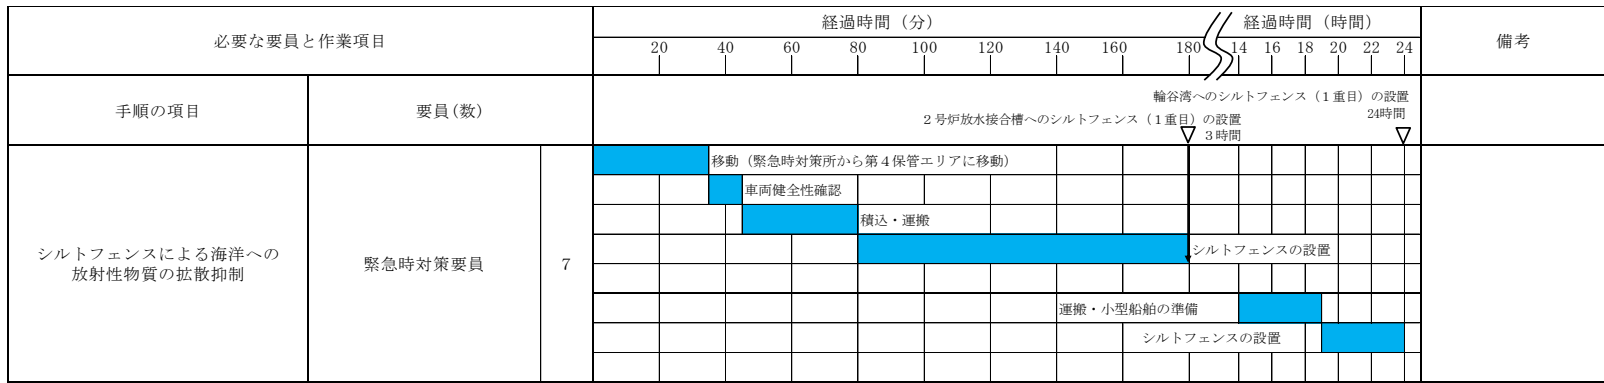 必要な要員と作業項目
経過時間（分）
経過時間（時間）
備考
20 40 60 80 100 120 140 160 180 14 16 18 20 22 24
手順の項目
要員(数)
輪谷湾へのシルトフェンス（１重目）の設置
24時間
２号炉放水接合槽へのシルトフェンス（１重目）の設置
３時間
シルトフェンスによる海洋への
放射性物質の拡散抑制
緊急時対策要員
7
移動（緊急時対策所から第４保管エリアに移動）
車両健全性確認
積込・運搬
シルトフェンスの設置
運搬・小型船舶の準備
シルトフェンスの設置